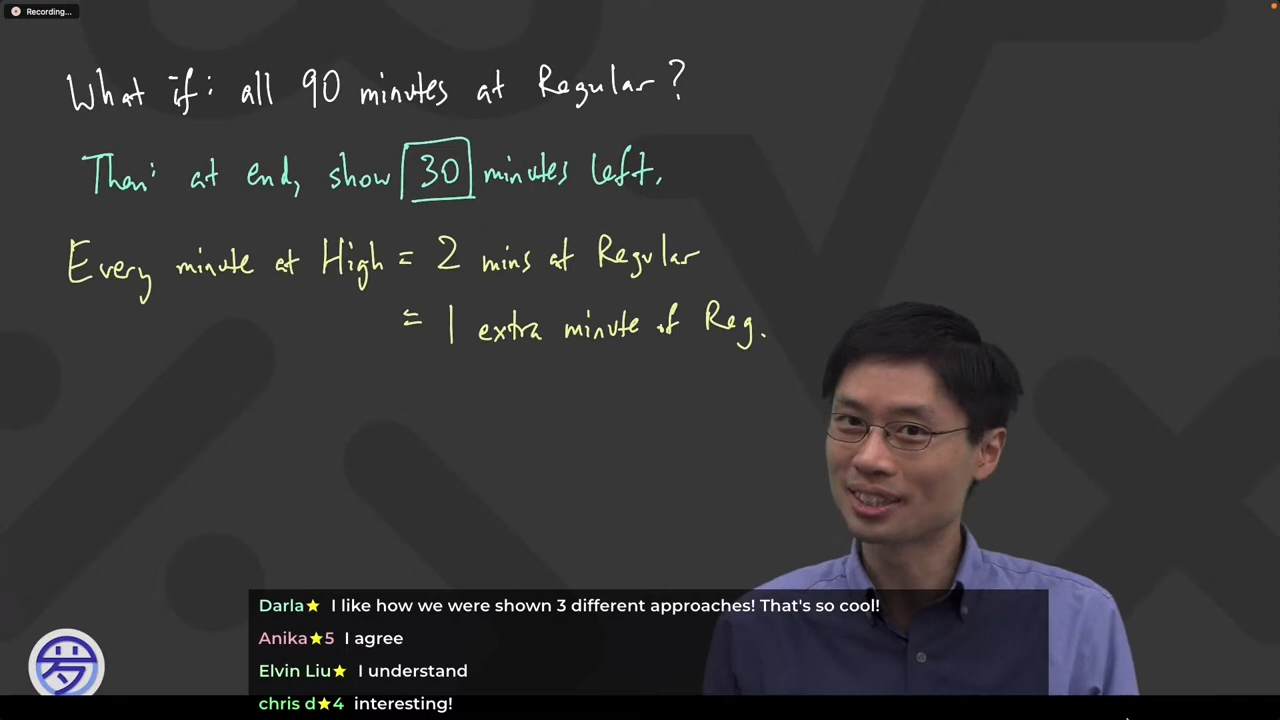 Recording...
What if: all 90 minutes at Regular?
Then: at end, show 30 minutes left.
Every minute at High = 2 mins at Regular
= 1 extra minute of Reg.
Darla★ I like how we were shown 3 different approaches! That's so cool!
Anika★5 I agree
Elvin Liu★ I understand
chris d★4 interesting!